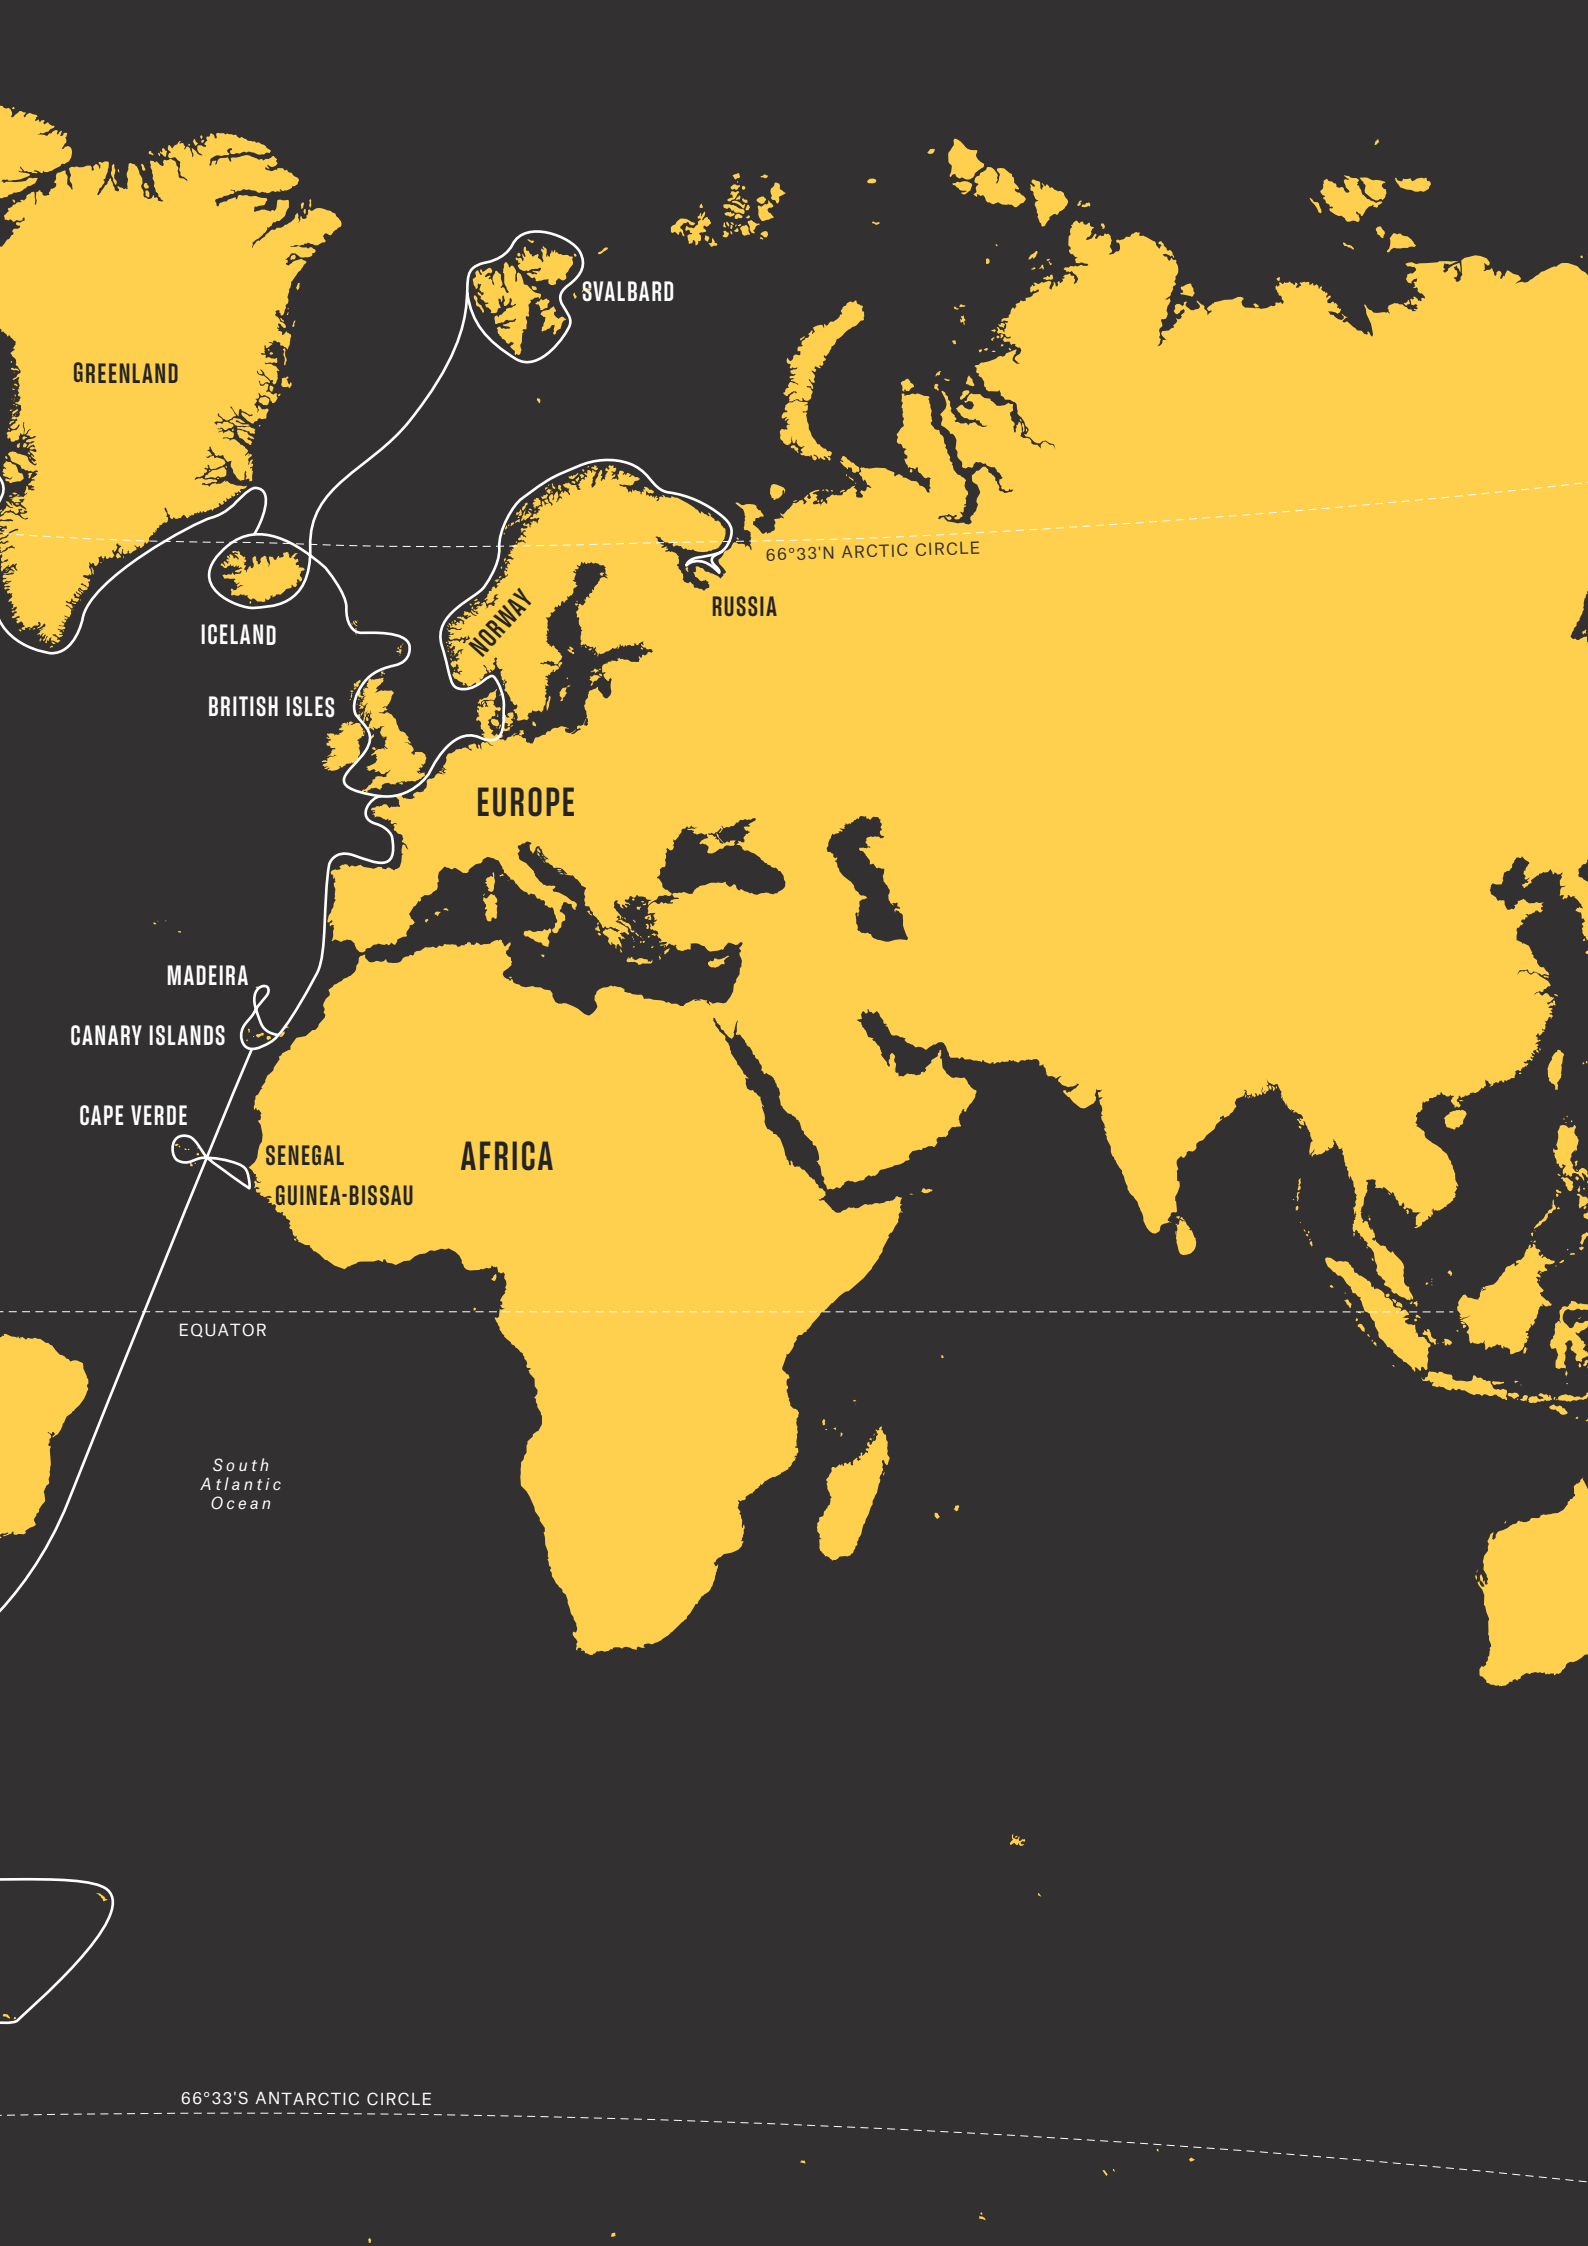 SVALBARD
GREENLAND
66°33'N ARCTIC CIRCLE
RUSSIA
NORWAY
ICELAND
BRITISH ISLES
EUROPE
MADEIRA
CANARY ISLANDS
CAPE VERDE
SENEGAL
AFRICA
GUINEA-BISSAU
EQUATOR
South
Atlantic
Ocean
66°33'S ANTARCTIC CIRCLE